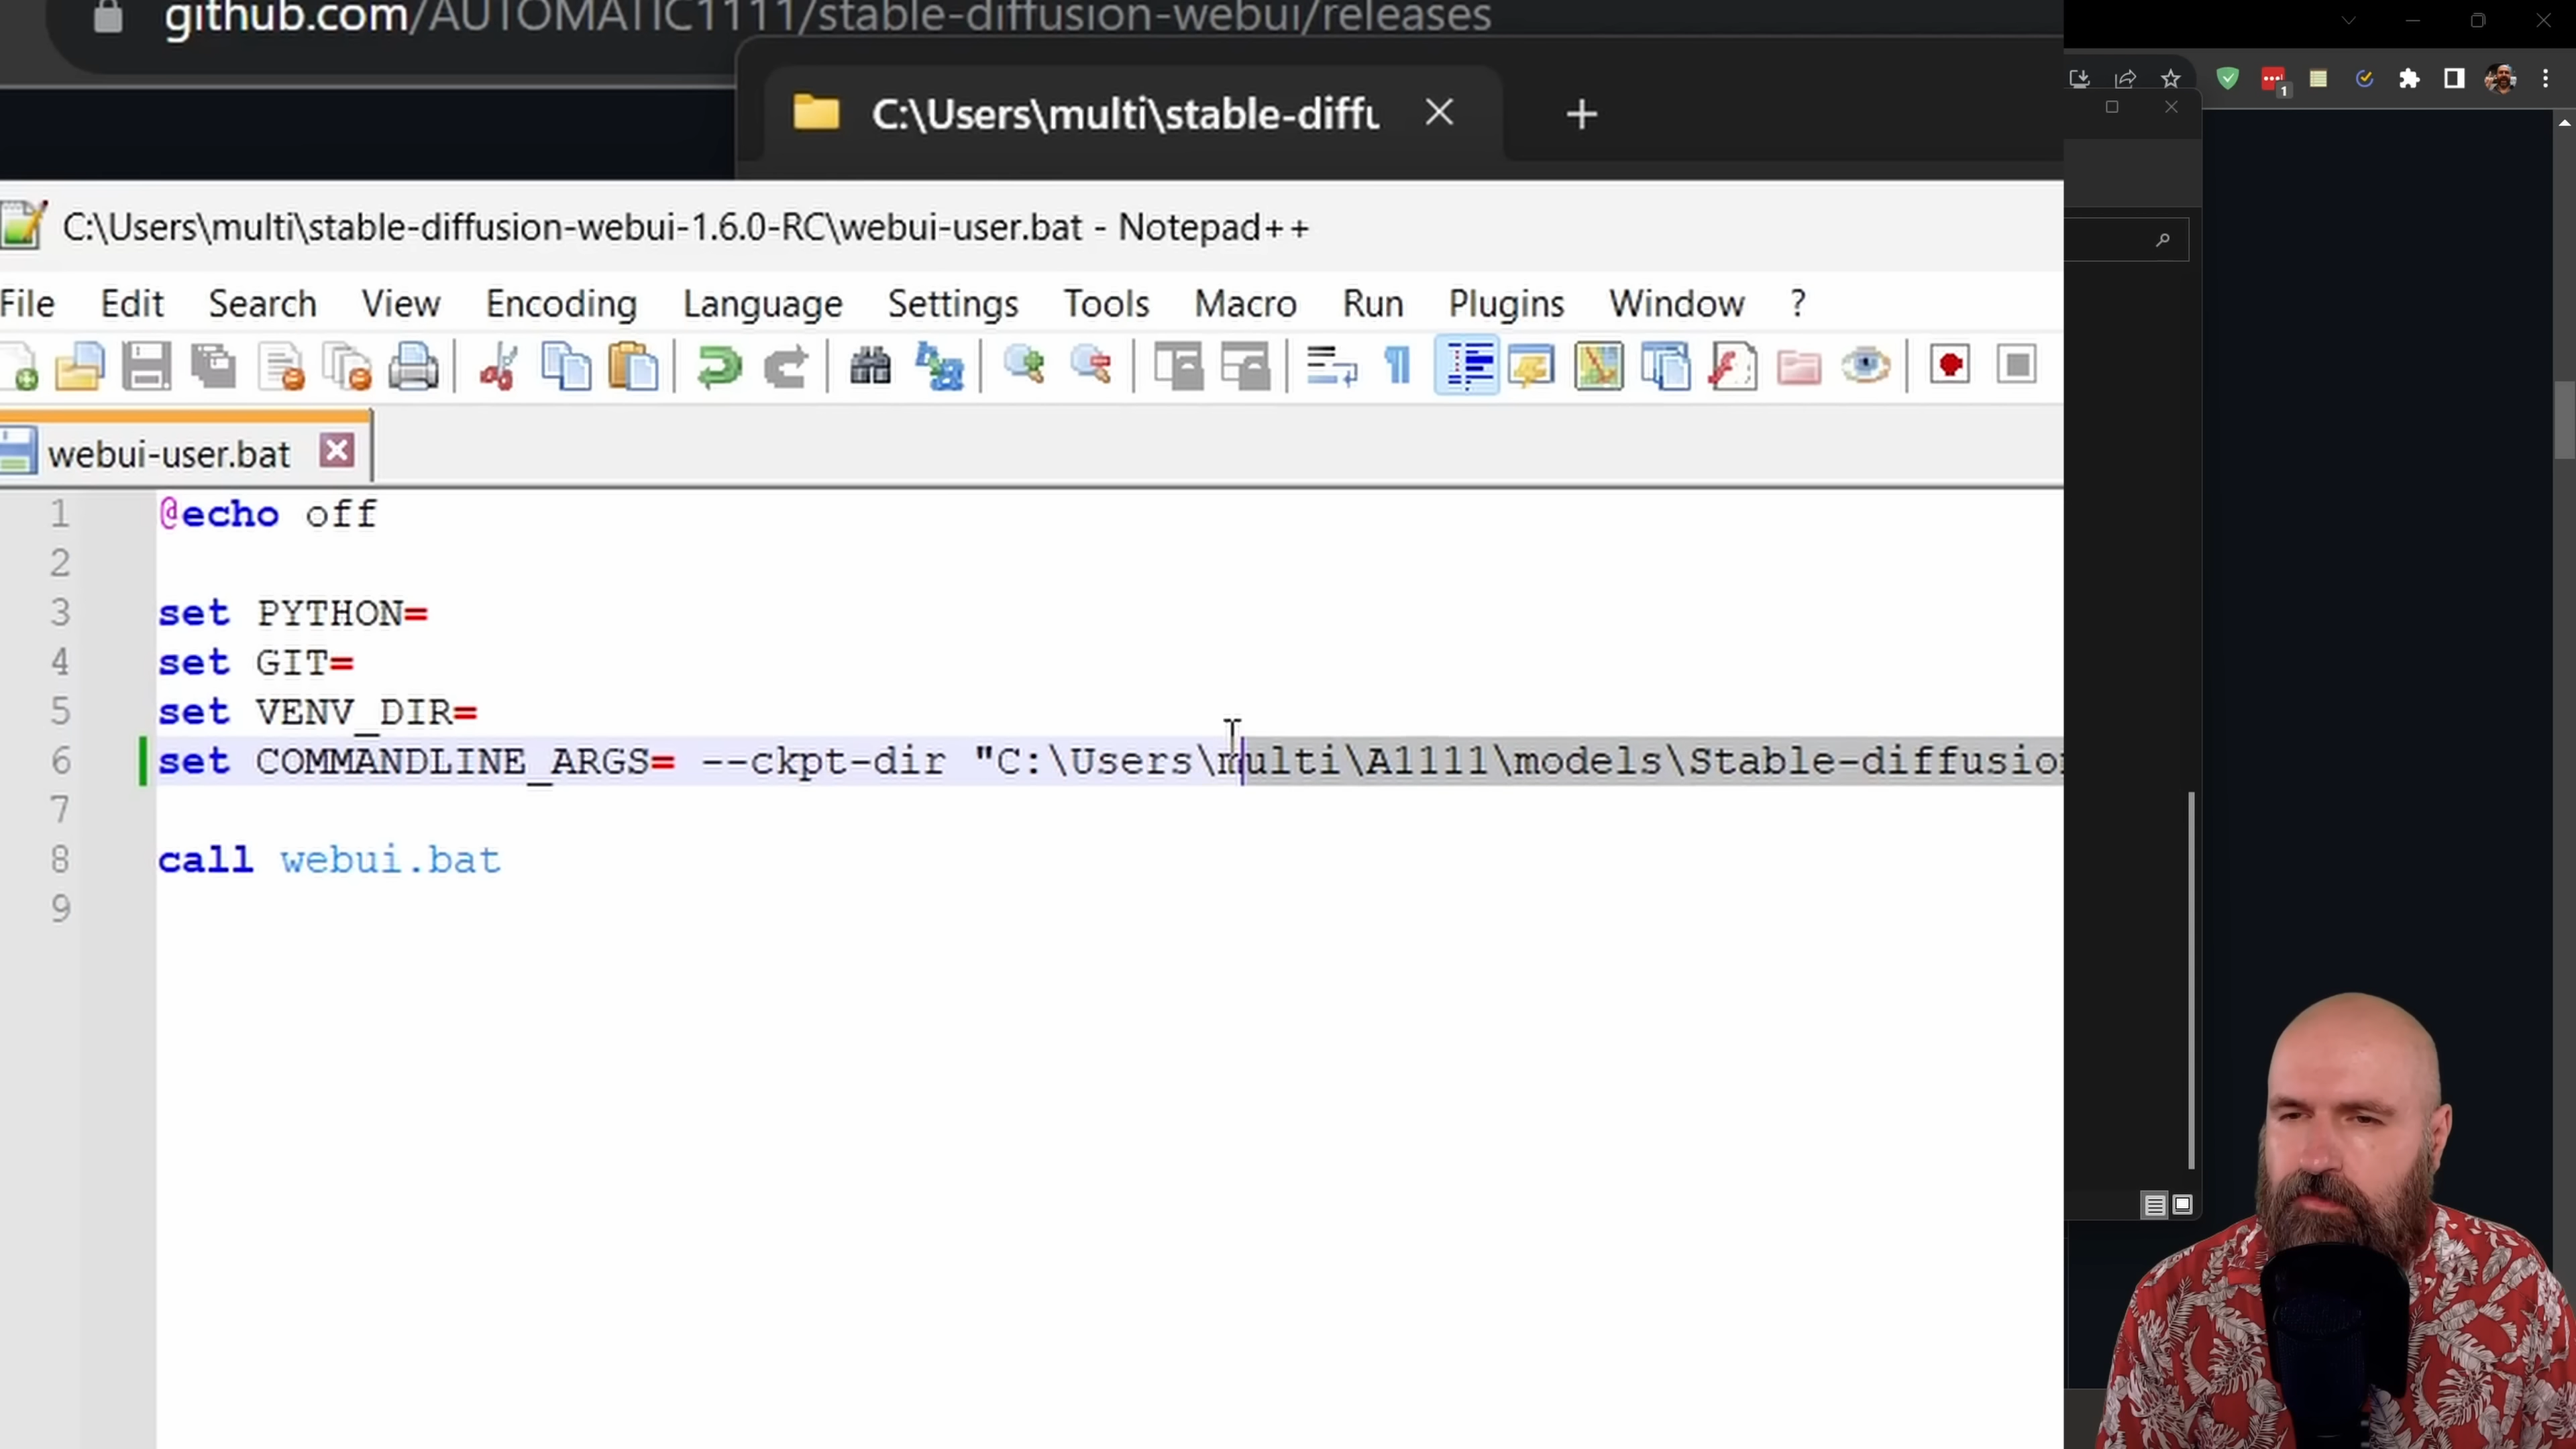 github.com/AUTOMATIC1111/stable-diffusion-webui/releases
C:\Users\multi\stable-diffu
C:\Users\multi\stable-diffusion-webui-1.6.0-RC\webui-user.bat - Notepad++
File Edit Search View Encoding Language Settings Tools Macro Run Plugins Window ?
webui-user.bat
1 @echo off
2
3 set PYTHON=
4 set GIT=
5 set VENV_DIR=
6 set COMMANDLINE_ARGS= --ckpt-dir "C:\Users\multi\A1111\models\Stable-diffusion
7
8 call webui.bat
9
1